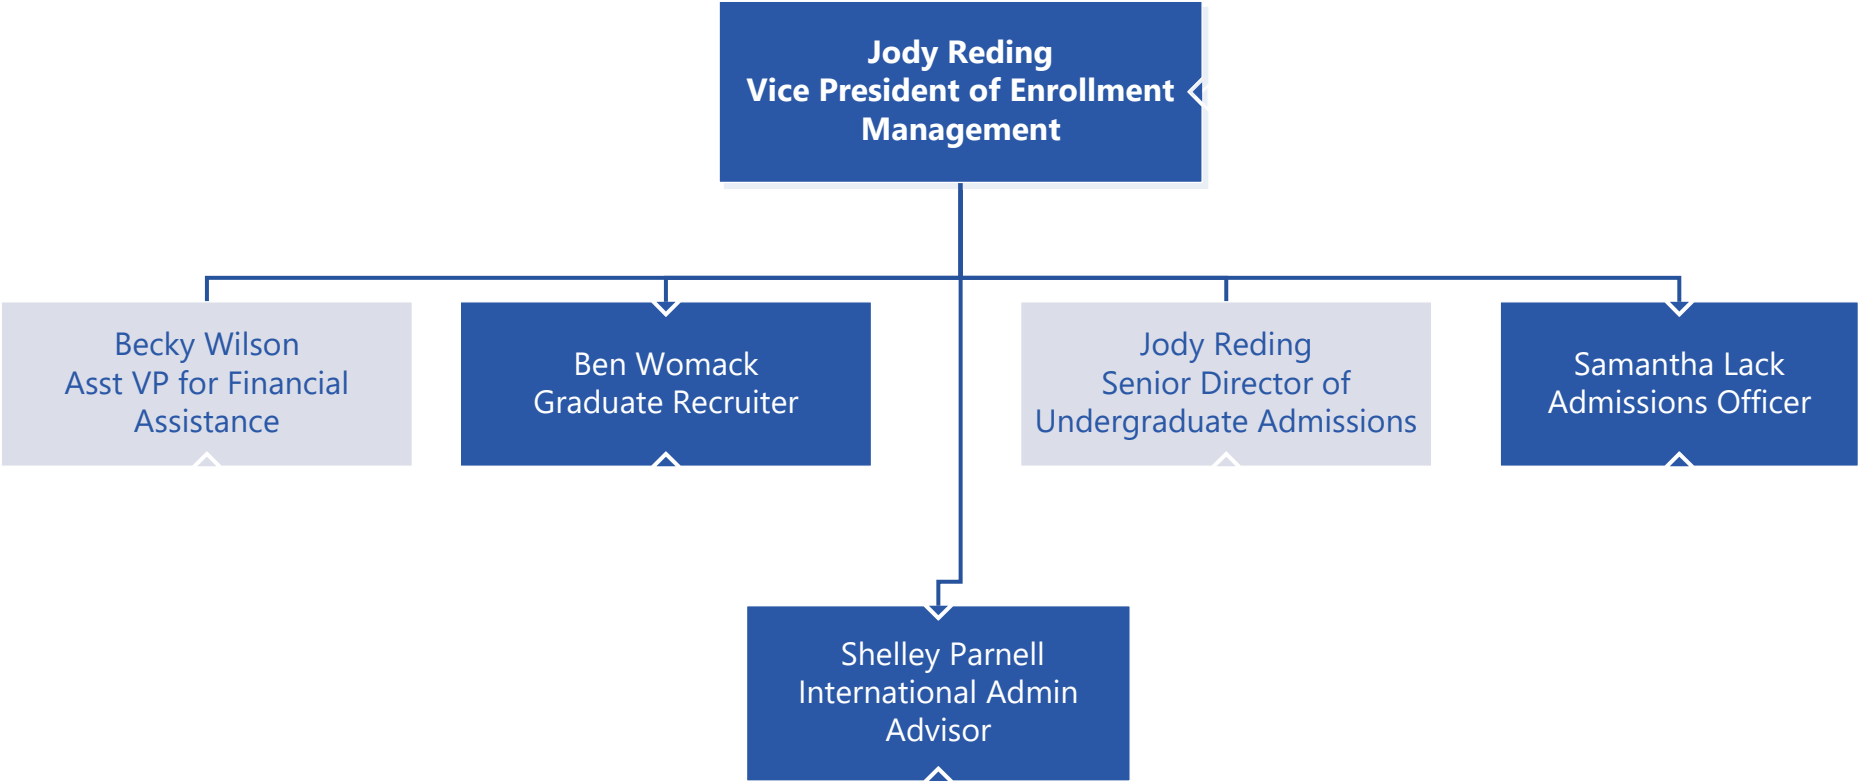 Jody Reding
Vice President of Enrollment
Management
Becky Wilson
Asst VP for Financial
Assistance
Ben Womack
Graduate Recruiter
Jody Reding
Senior Director of
Undergraduate Admissions
Samantha Lack
Admissions Officer
Shelley Parnell
International Admin
Advisor